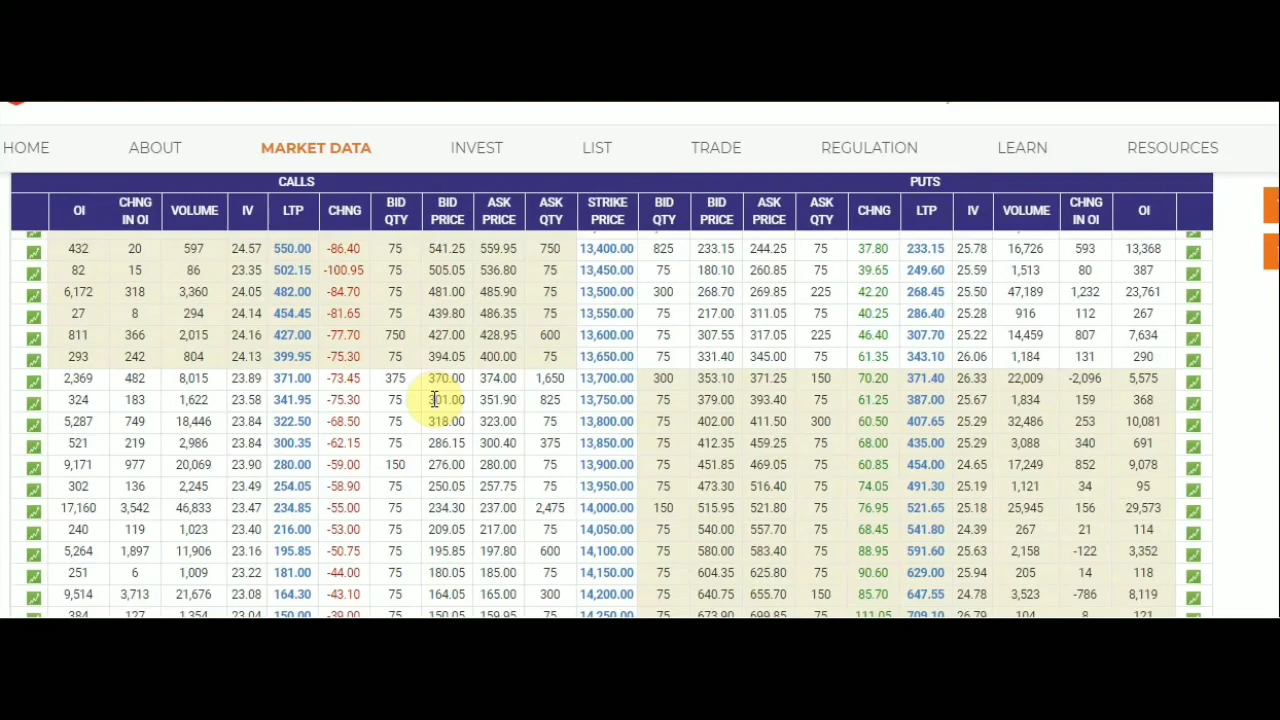 HOME ABOUT MARKET DATA INVEST LIST TRADE REGULATION LEARN RESOURCES
CALLS PUTS
OI CHNG IN OI VOLUME IV LTP CHNG BID QTY BID PRICE ASK PRICE ASK QTY STRIKE PRICE BID QTY BID PRICE ASK PRICE ASK QTY CHNG LTP IV VOLUME CHNG IN OI OI
432 20 597 24.57 550.00 -86.40 75 541.25 559.95 750 13,400.00 825 233.15 244.25 75 37.80 233.15 25.78 16,726 593 13,368
82 15 86 23.35 502.15 -100.95 75 505.05 536.80 75 13,450.00 75 180.10 260.85 75 39.65 249.60 25.59 1,513 80 387
6,172 318 3,360 24.05 482.00 -84.70 75 481.00 485.90 75 13,500.00 300 268.70 269.85 225 42.20 268.45 25.50 47,189 1,232 23,761
27 8 294 24.14 454.45 -81.65 75 439.80 486.35 75 13,550.00 75 217.00 311.05 75 40.25 286.40 25.28 916 112 267
811 366 2,015 24.16 427.00 -77.70 750 427.00 428.95 600 13,600.00 75 307.55 317.05 225 46.40 307.70 25.22 14,459 807 7,634
293 242 804 24.13 399.95 -75.30 75 394.05 400.00 75 13,650.00 75 331.40 345.00 75 61.35 343.10 26.06 1,184 131 290
2,369 482 8,015 23.89 371.00 -73.45 375 370.00 374.00 1,650 13,700.00 300 353.10 371.25 150 70.20 371.40 26.33 22,009 -2,096 5,575
324 183 1,622 23.58 341.95 -75.30 75 351.90 825 13,750.00 75 379.00 393.40 75 61.25 387.00 25.67 1,834 159 368
5,287 749 18,446 23.84 322.50 -68.50 75 318.00 323.00 75 13,800.00 75 402.00 411.50 300 60.50 407.65 25.29 32,486 253 10,081
521 219 2,986 23.84 300.35 -62.15 75 286.15 300.40 375 13,850.00 75 412.35 459.25 75 68.00 435.00 25.29 3,088 340 691
9,171 977 20,069 23.90 280.00 -59.00 150 276.00 280.00 75 13,900.00 75 451.85 469.05 75 60.85 454.00 24.65 17,249 852 9,078
302 136 2,245 23.49 254.05 -58.90 75 250.05 257.75 75 13,950.00 75 473.30 516.40 75 74.05 491.30 25.19 1,121 34 95
17,160 3,542 46,833 23.47 234.85 -55.00 75 234.30 237.00 2,475 14,000.00 150 515.95 521.80 75 76.95 521.65 25.18 25,945 156 29,573
240 119 1,023 23.40 216.00 -53.00 75 209.05 217.00 75 14,050.00 75 540.00 557.70 75 68.45 541.80 24.39 267 21 114
5,264 1,897 11,906 23.16 195.85 -50.75 75 195.85 197.80 600 14,100.00 75 580.00 583.40 75 88.95 591.60 25.63 2,158 -122 3,352
251 6 1,009 23.22 181.00 -44.00 75 180.05 185.00 75 14,150.00 75 604.35 625.80 75 90.60 629.00 25.94 205 14 118
9,514 3,713 21,676 23.08 164.30 -43.10 75 164.05 165.00 300 14,200.00 75 640.75 655.70 150 85.70 647.55 24.78 3,523 -786 8,119
384 127 1,354 23.04 150.00 -39.00 75 150.05 159.95 75 14,250.00 75 673.90 699.85 75 111.05 709.10 26.79 104 8 121